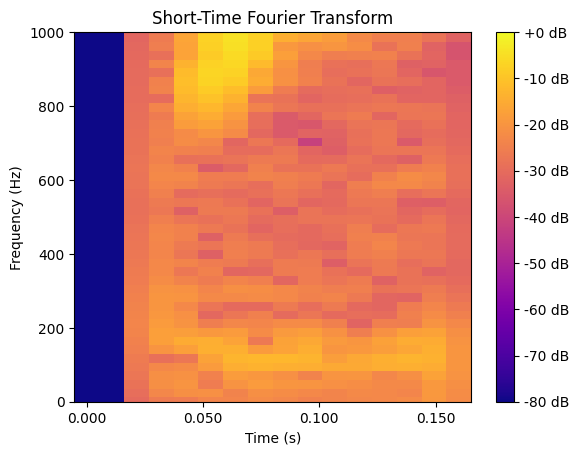 Short-Time Fourier Transform
1000
800
600
400
200
0
Frequency (Hz)
0.000
0.050
0.100
0.150
Time (s)
+0 dB
-10 dB
-20 dB
-30 dB
-40 dB
-50 dB
-60 dB
-70 dB
-80 dB